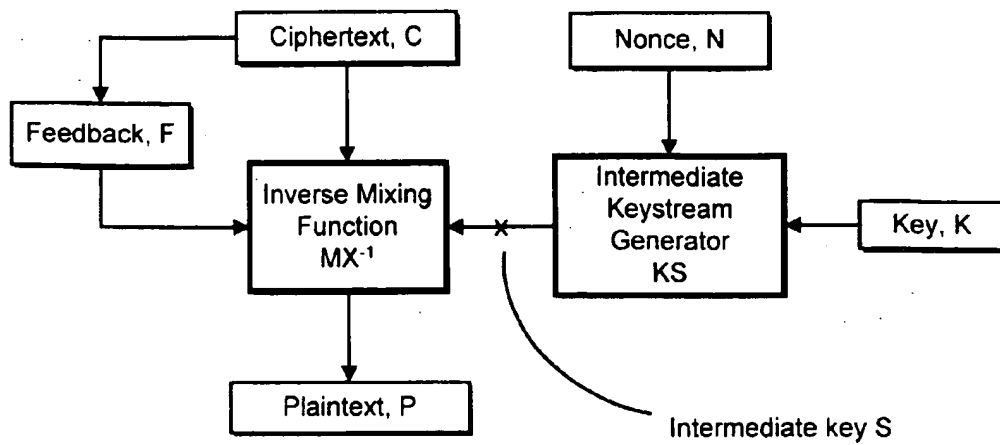 Ciphertext, C
Nonce, N
Feedback, F
Inverse Mixing
Function
MX⁻¹
Intermediate
Keystream
Generator
KS
Key, K
Plaintext, P
Intermediate key S